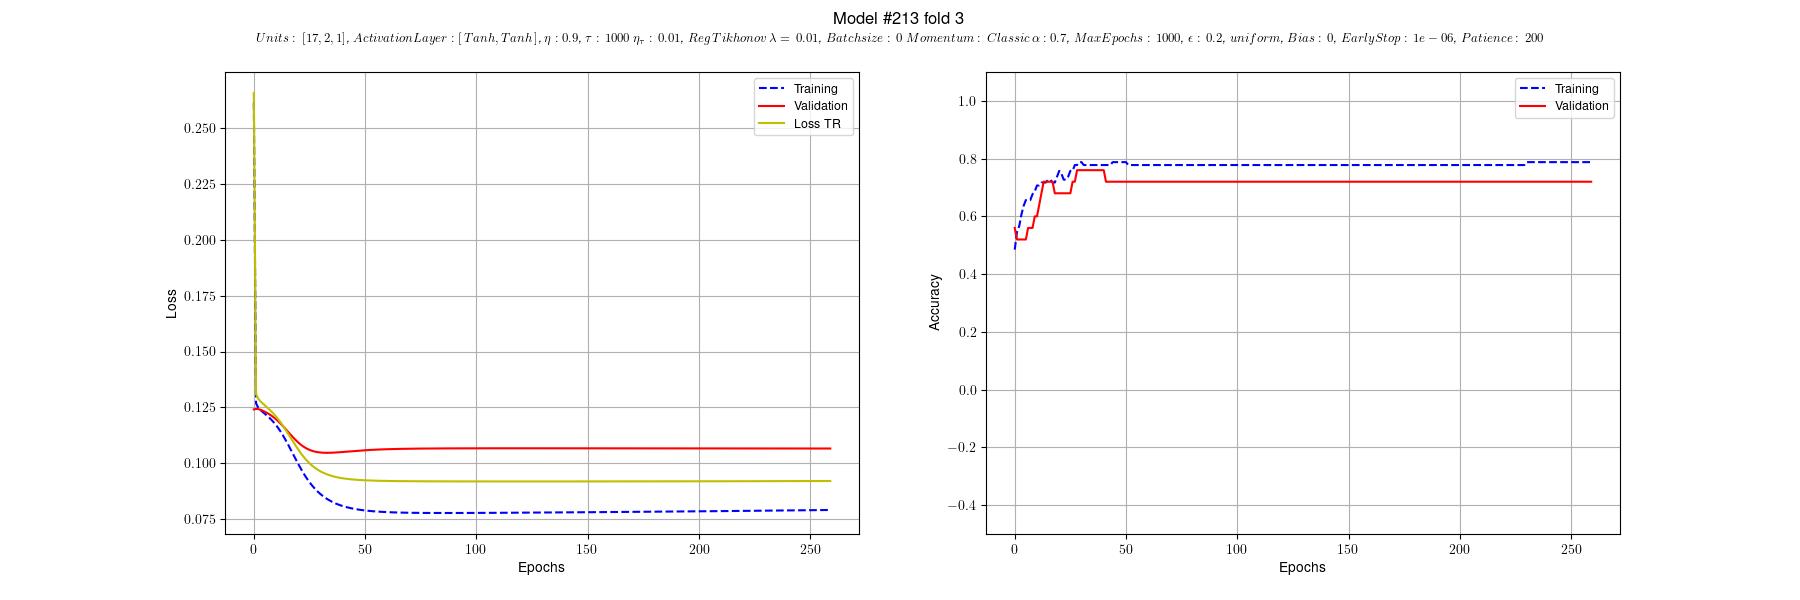 Model #213 fold 3
Units : [17, 2, 1], ActivationLayer : [Tanh, Tanh], η : 0.9, τ : 1000 η_τ : 0.01, RegTikhonov λ = 0.01, Batchsize : 0 Momentum : Classic α : 0.7, MaxEpochs : 1000, ϵ : 0.2, uniform, Bias : 0, EarlyStop : 1e − 06, Patience : 200
Training
Validation
Loss TR
0.250
0.225
0.200
0.175
0.150
0.125
0.100
0.075
Loss
0 50 100 150 200 250
Epochs
Training
Validation
1.0
0.8
0.6
0.4
0.2
0.0
−0.2
−0.4
Accuracy
0 50 100 150 200 250
Epochs